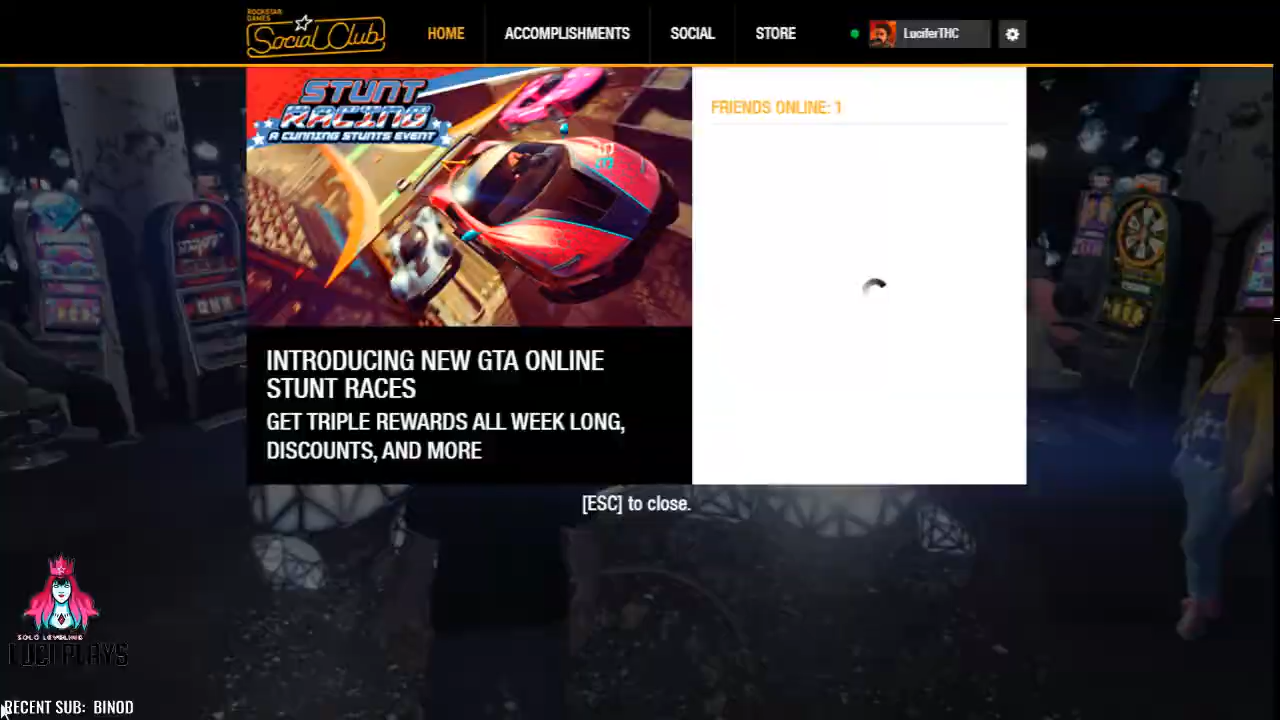 ROCKSTAR
GAMES
Social Club
HOME
ACCOMPLISHMENTS
SOCIAL
STORE
LuciferTHC
STUNT
RACING
A CUNNING STUNTS EVENT
FRIENDS ONLINE: 1
INTRODUCING NEW GTA ONLINE
STUNT RACES
GET TRIPLE REWARDS ALL WEEK LONG,
DISCOUNTS, AND MORE
[ESC] to close.
SOLO LEVELING
LUCI PLAYS
RECENT SUB: BINOD